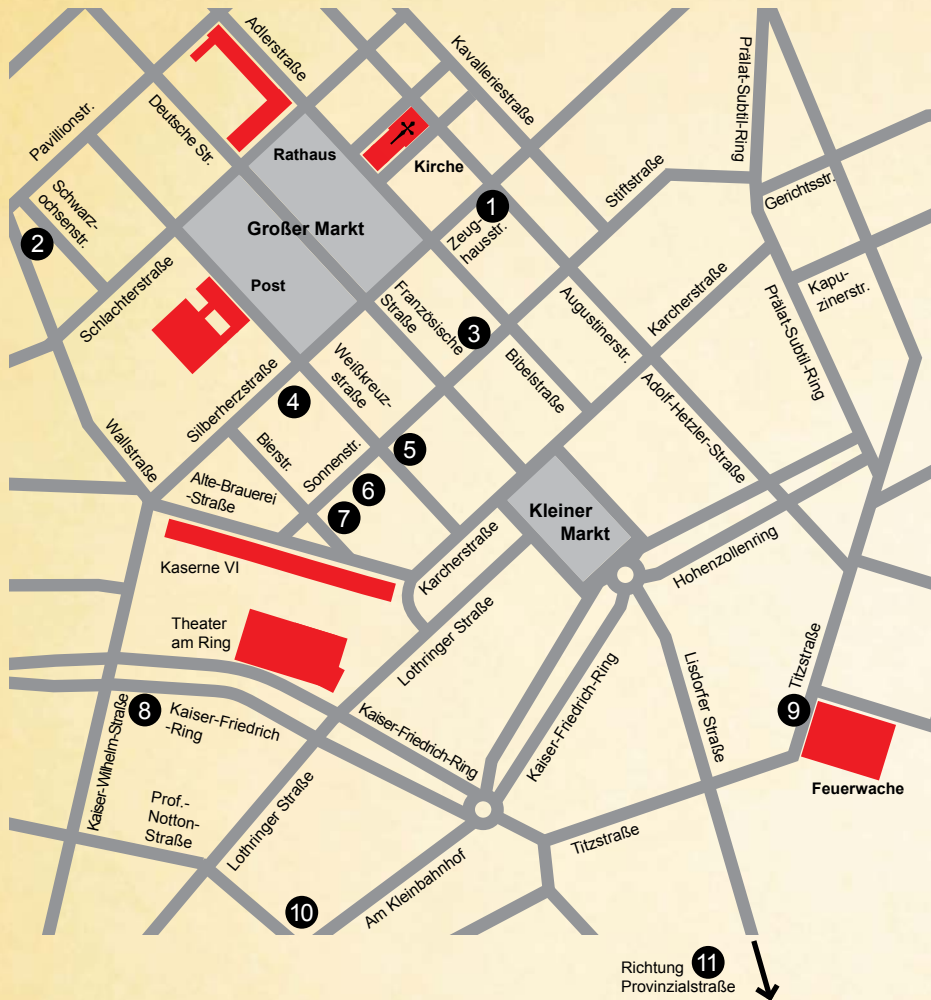 Adlerstraße
Kavalleriestraße
Prälat-Subtil-Ring
Pavillionstr.
Deutsche Str.
Rathaus
Kirche
Stiftstraße
Gerichtsstr.
Schwarz-
ochsenstr.
1
Zeug-
hausstr.
2
Großer Markt
Schlachterstraße
Post
Französische
Straße
3
Augustinerstr.
Karcherstraße
Kapu-
zinerstr.
Prälat-Subtil-Ring
Weißkreuz-
straße
Bibelstraße
Adolf-Hetzler-Straße
Silberherzstraße
4
Wallstraße
Bierstr.
Sonnenstr.
5
6
7
Alte-Brauerei
-Straße
Kleiner
Markt
Kaserne VI
Karcherstraße
Hohenzollenring
Theater
am Ring
Lothringer Straße
Lisdorfer Straße
Titzstraße
8
Kaiser-Wilhelm-Straße
Kaiser-Friedrich
-Ring
Kaiser-Friedrich-Ring
Kaiser-Friedrich-Ring
9
Feuerwache
Prof.-
Notton-
Straße
Lothringer Straße
Titzstraße
10
Am Kleinbahnhof
Richtung 11
Provinzialstraße